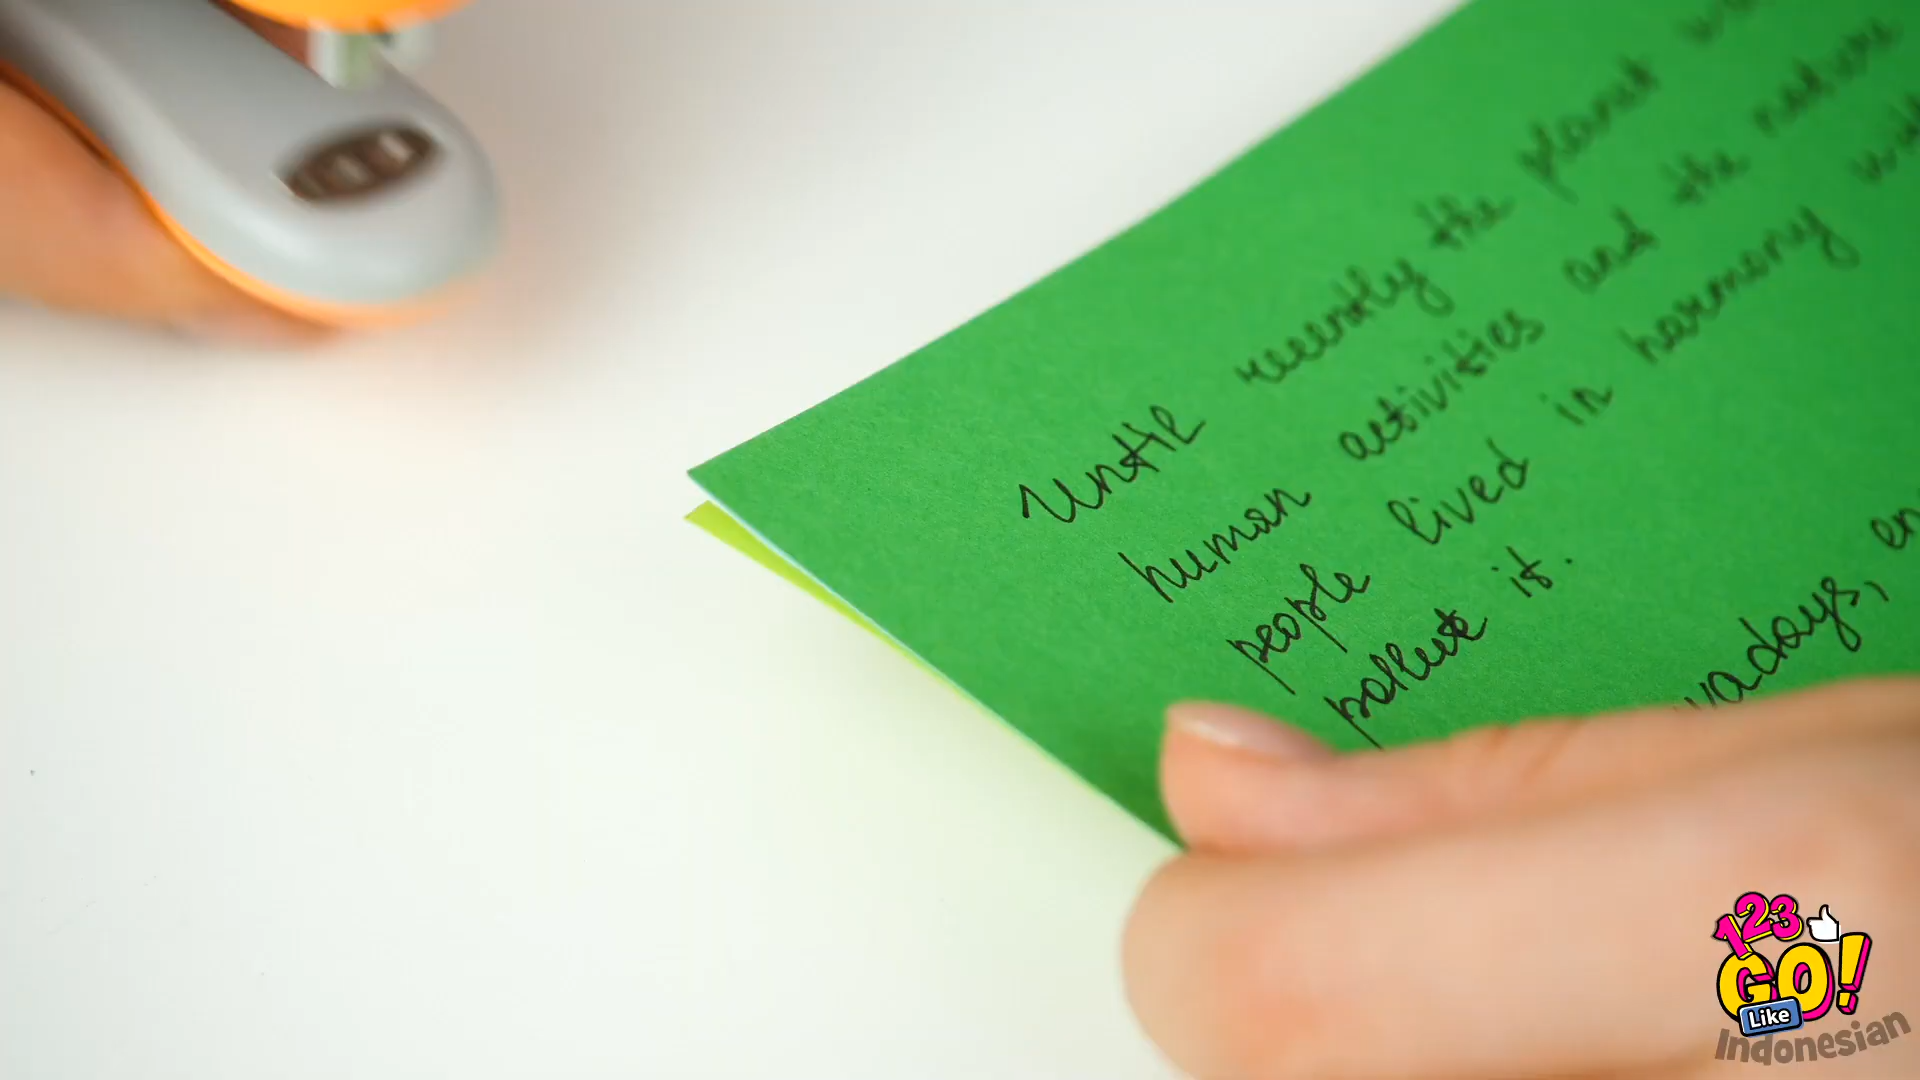 Until recently the planet
human activities and the nature
people lived in harmony
pollute it.
adays,
123
GO!
Like
Indonesian